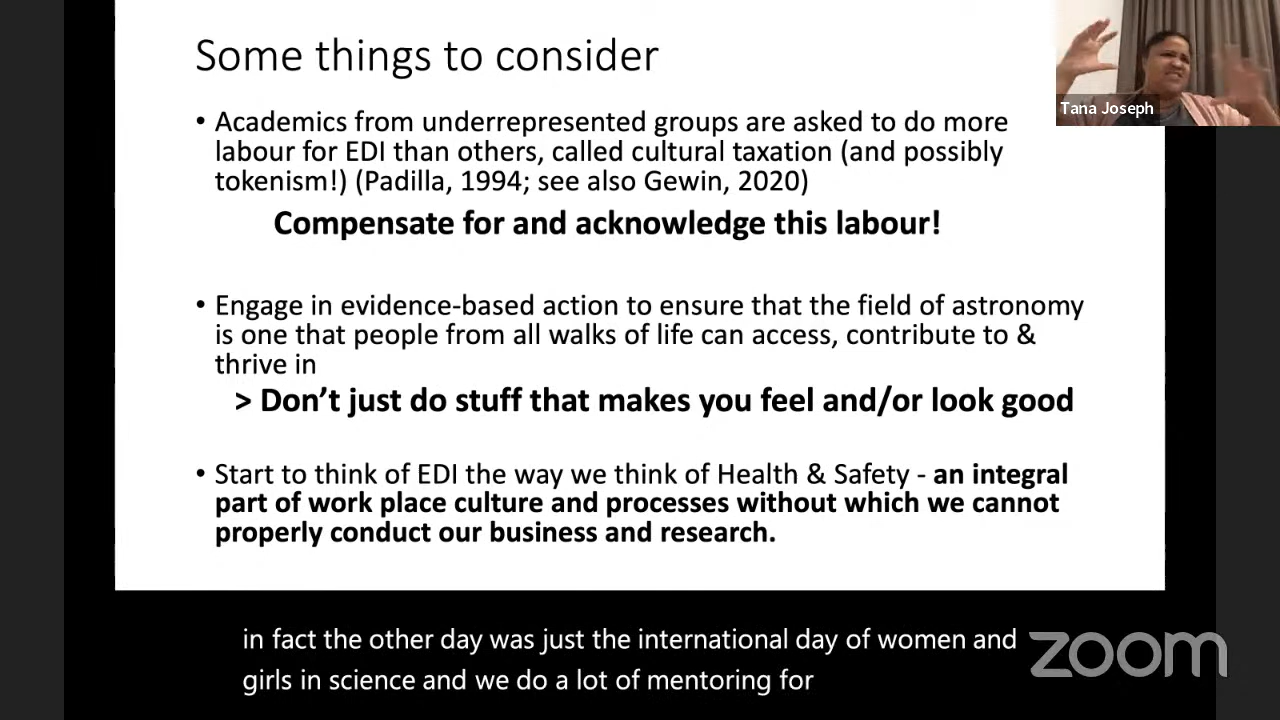 Some things to consider
• Academics from underrepresented groups are asked to do more
labour for EDI than others, called cultural taxation (and possibly
tokenism!) (Padilla, 1994; see also Gewin, 2020)
Compensate for and acknowledge this labour!
• Engage in evidence-based action to ensure that the field of astronomy
is one that people from all walks of life can access, contribute to &
thrive in
> Don’t just do stuff that makes you feel and/or look good
• Start to think of EDI the way we think of Health & Safety - an integral
part of work place culture and processes without which we cannot
properly conduct our business and research.
Tana Joseph
in fact the other day was just the international day of women and
girls in science and we do a lot of mentoring for
zoom